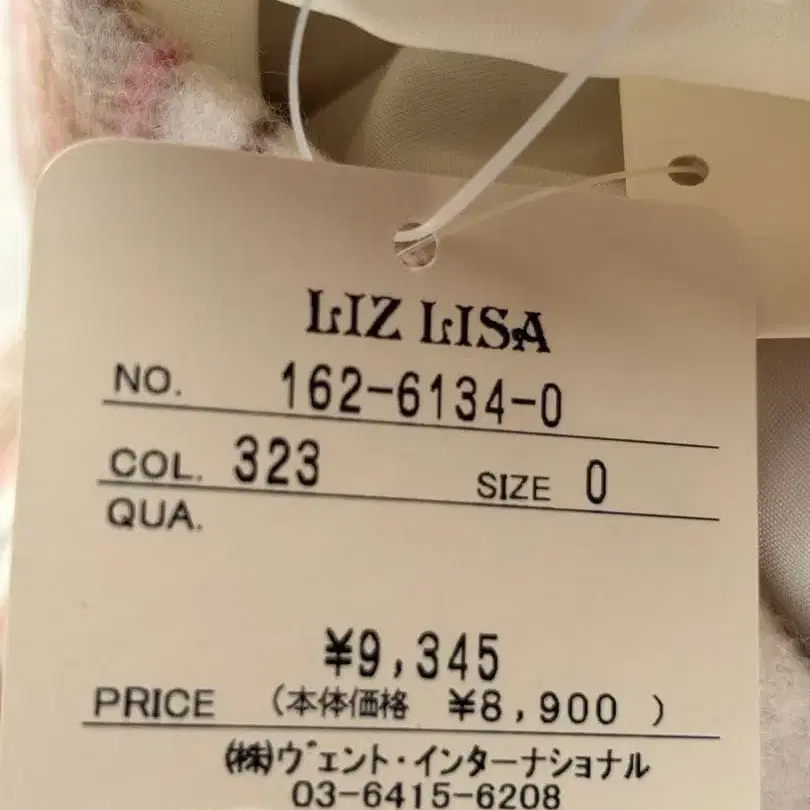 LIZ LISA
NO. 162-6134-0
COL. 323 SIZE 0
QUA.
¥9,345
PRICE (本体価格 ¥8,900 )
㈱ヴェント・インターナショナル
03-6415-6208